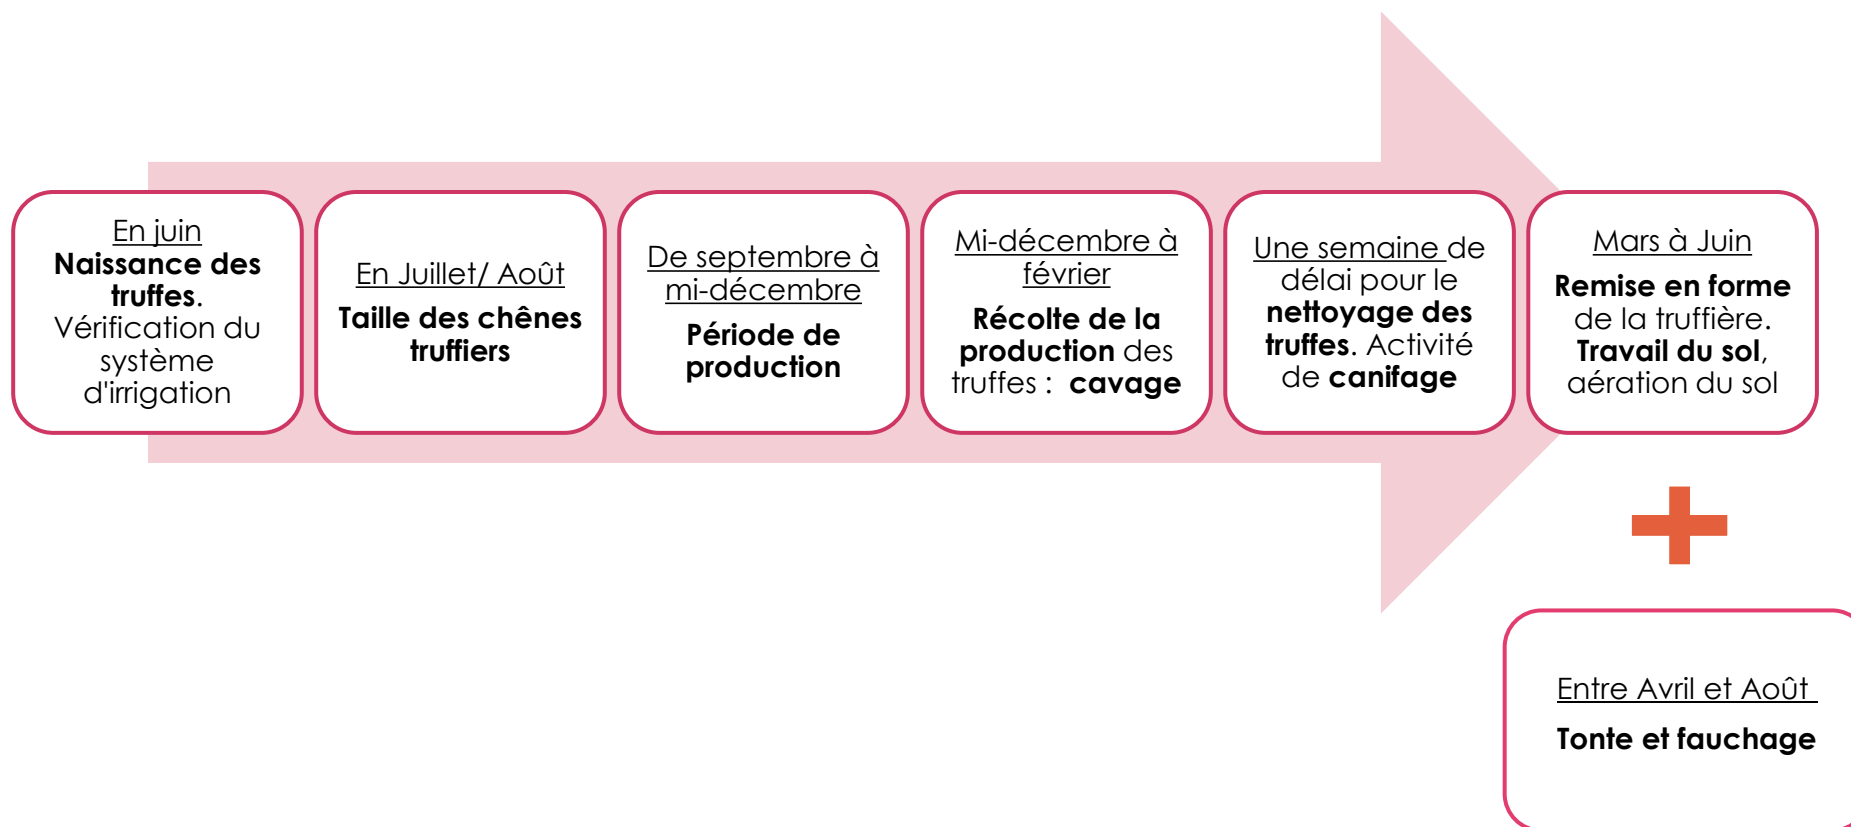 En juin
Naissance des
truffes.
Vérification du
système
d'irrigation
En Juillet/ Août
Taille des chênes
truffiers
De septembre à
mi-décembre
Période de
production
Mi-décembre à
février
Récolte de la
production des
truffes : cavage
Une semaine de
délai pour le
nettoyage des
truffes. Activité
de canifage
Mars à Juin
Remise en forme
de la truffière.
Travail du sol,
aération du sol
Entre Avril et Août
Tonte et fauchage